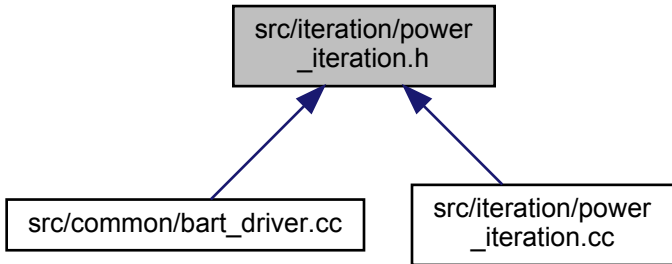 src/iteration/power
_iteration.h
src/common/bart_driver.cc
src/iteration/power
_iteration.cc